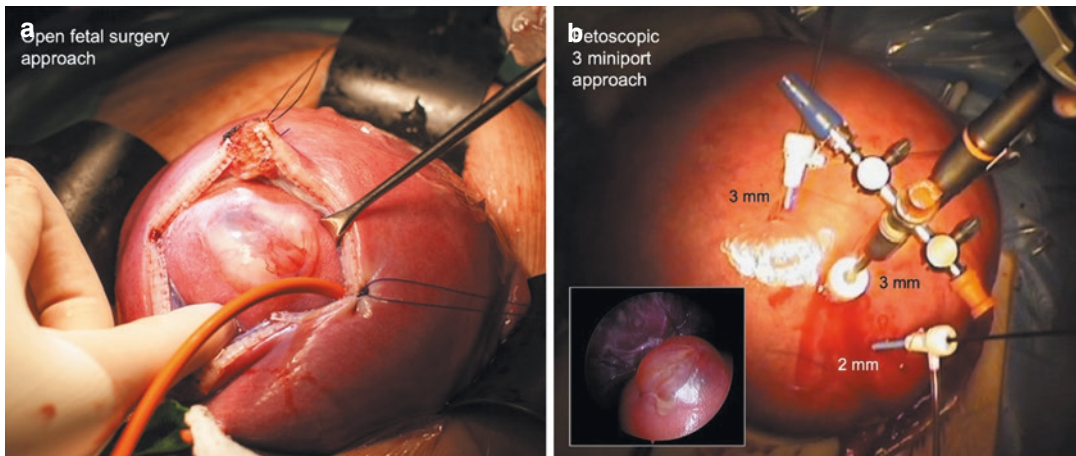 a
Open fetal surgery
approach
b
Fetoscopic
3 miniport
approach
3 mm
3 mm
2 mm